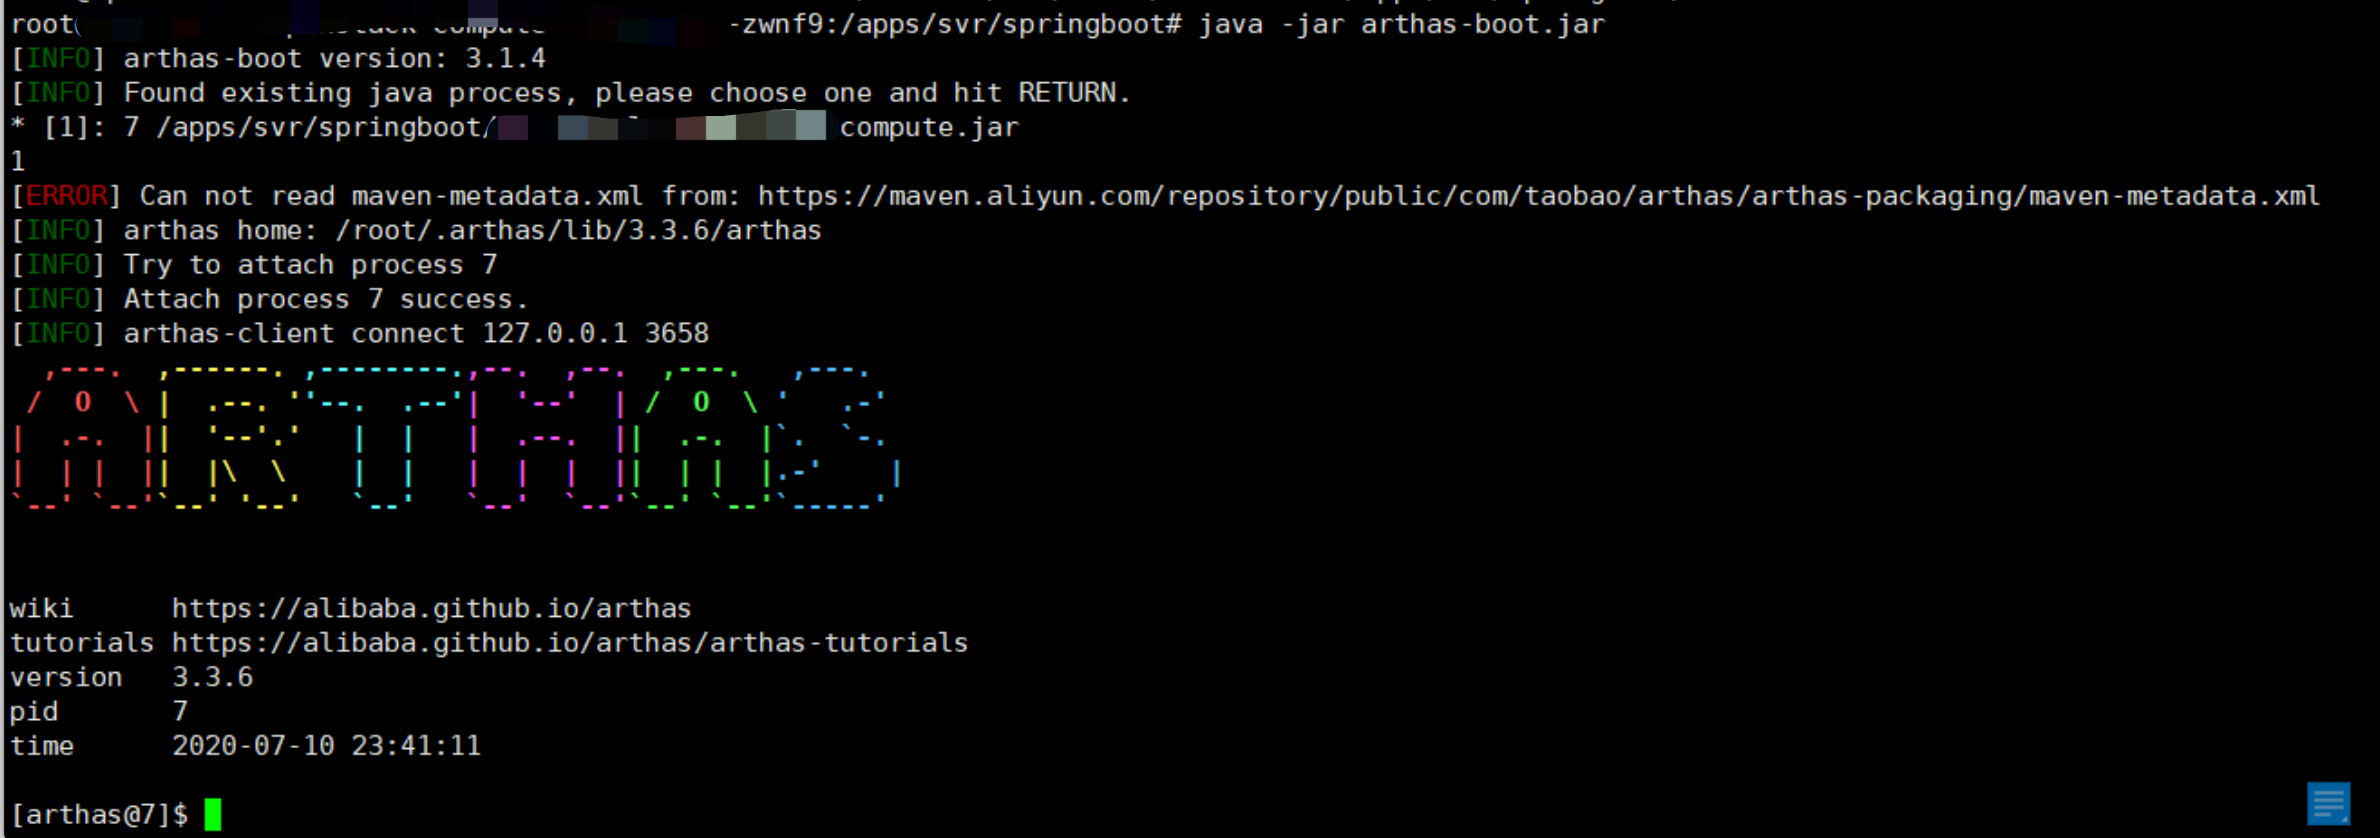 root -zwnf9:/apps/svr/springboot# java -jar arthas-boot.jar
[INFO] arthas-boot version: 3.1.4
[INFO] Found existing java process, please choose one and hit RETURN.
* [1]: 7 /apps/svr/springboot/ compute.jar
1
[ERROR] Can not read maven-metadata.xml from: https://maven.aliyun.com/repository/public/com/taobao/arthas/arthas-packaging/maven-metadata.xml
[INFO] arthas home: /root/.arthas/lib/3.3.6/arthas
[INFO] Try to attach process 7
[INFO] Attach process 7 success.
[INFO] arthas-client connect 127.0.0.1 3658
ARTHAS
wiki https://alibaba.github.io/arthas
tutorials https://alibaba.github.io/arthas/arthas-tutorials
version 3.3.6
pid 7
time 2020-07-10 23:41:11
[arthas@7]$